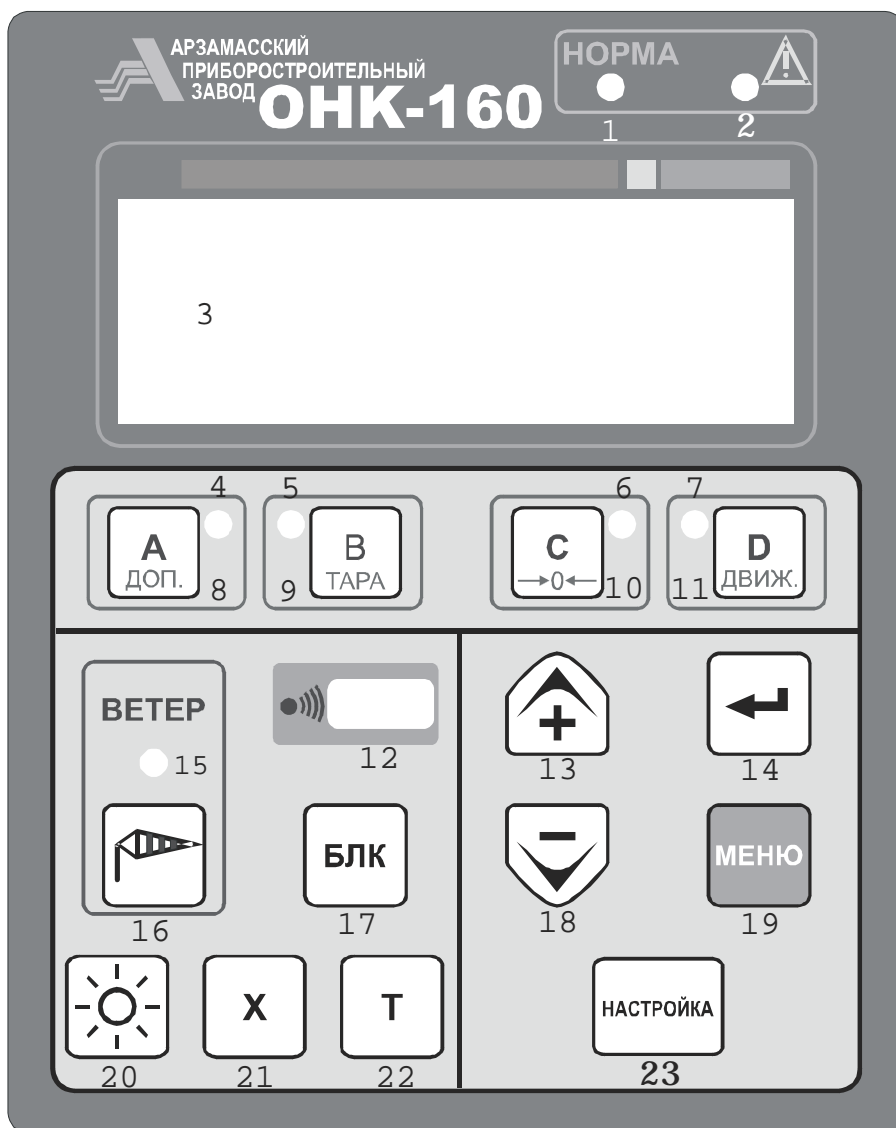 АРЗАМАССКИЙ
ПРИБОРОСТРОИТЕЛЬНЫЙ
ЗАВОД
ОНК-160
НОРМА
1 2
3
4 5 6 7
А В С D
ДОП. ТАРА →0← ДВИЖ.
8 9 10 11
ВЕТЕР
12
15
13 14
БЛК
МЕНЮ
16 17 18 19
Х Т НАСТРОЙКА
20 21 22 23